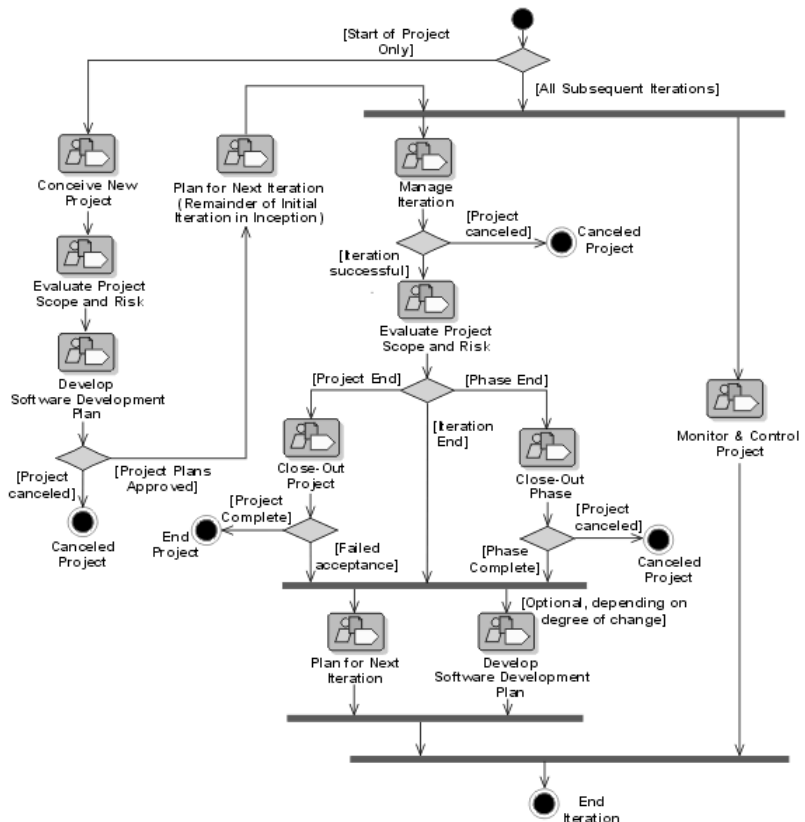 [Start of Project
Only]
[All Subsequent Iterations]
Conceive New
Project
Plan for Next Iteration
(Remainder of Initial
Iteration in Inception)
Manage
Iteration
[Project
canceled]
Canceled
Project
[Iteration
successful]
Evaluate Project
Scope and Risk
Evaluate Project
Scope and Risk
Develop
Software Development
Plan
[Project End]
[Phase End]
[Iteration
End]
Monitor & Control
Project
[Project
canceled]
[Project Plans
Approved]
Close-Out
Project
Close-Out
Phase
[Project
Complete]
End
Project
[Project
canceled]
Canceled
Project
[Failed
acceptance]
[Phase
Complete]
Canceled
Project
[Optional, depending on
degree of change]
Plan for Next
Iteration
Develop
Software Development
Plan
End
Iteration